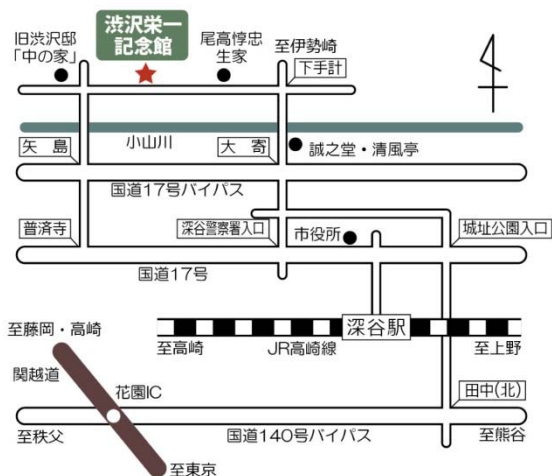 渋沢栄一
記念館
旧渋沢邸
「中の家」
尾高惇忠
生家
至伊勢崎
下手計
小山川
矢島
大寄
誠之堂・清風亭
国道17号バイパス
普済寺
深谷警察署入口
市役所
城址公園入口
国道17号
深谷駅
至藤岡・高崎
至高崎
JR高崎線
至上野
関越道
花園IC
田中(北)
至秩父
国道140号バイパス
至熊谷
至東京